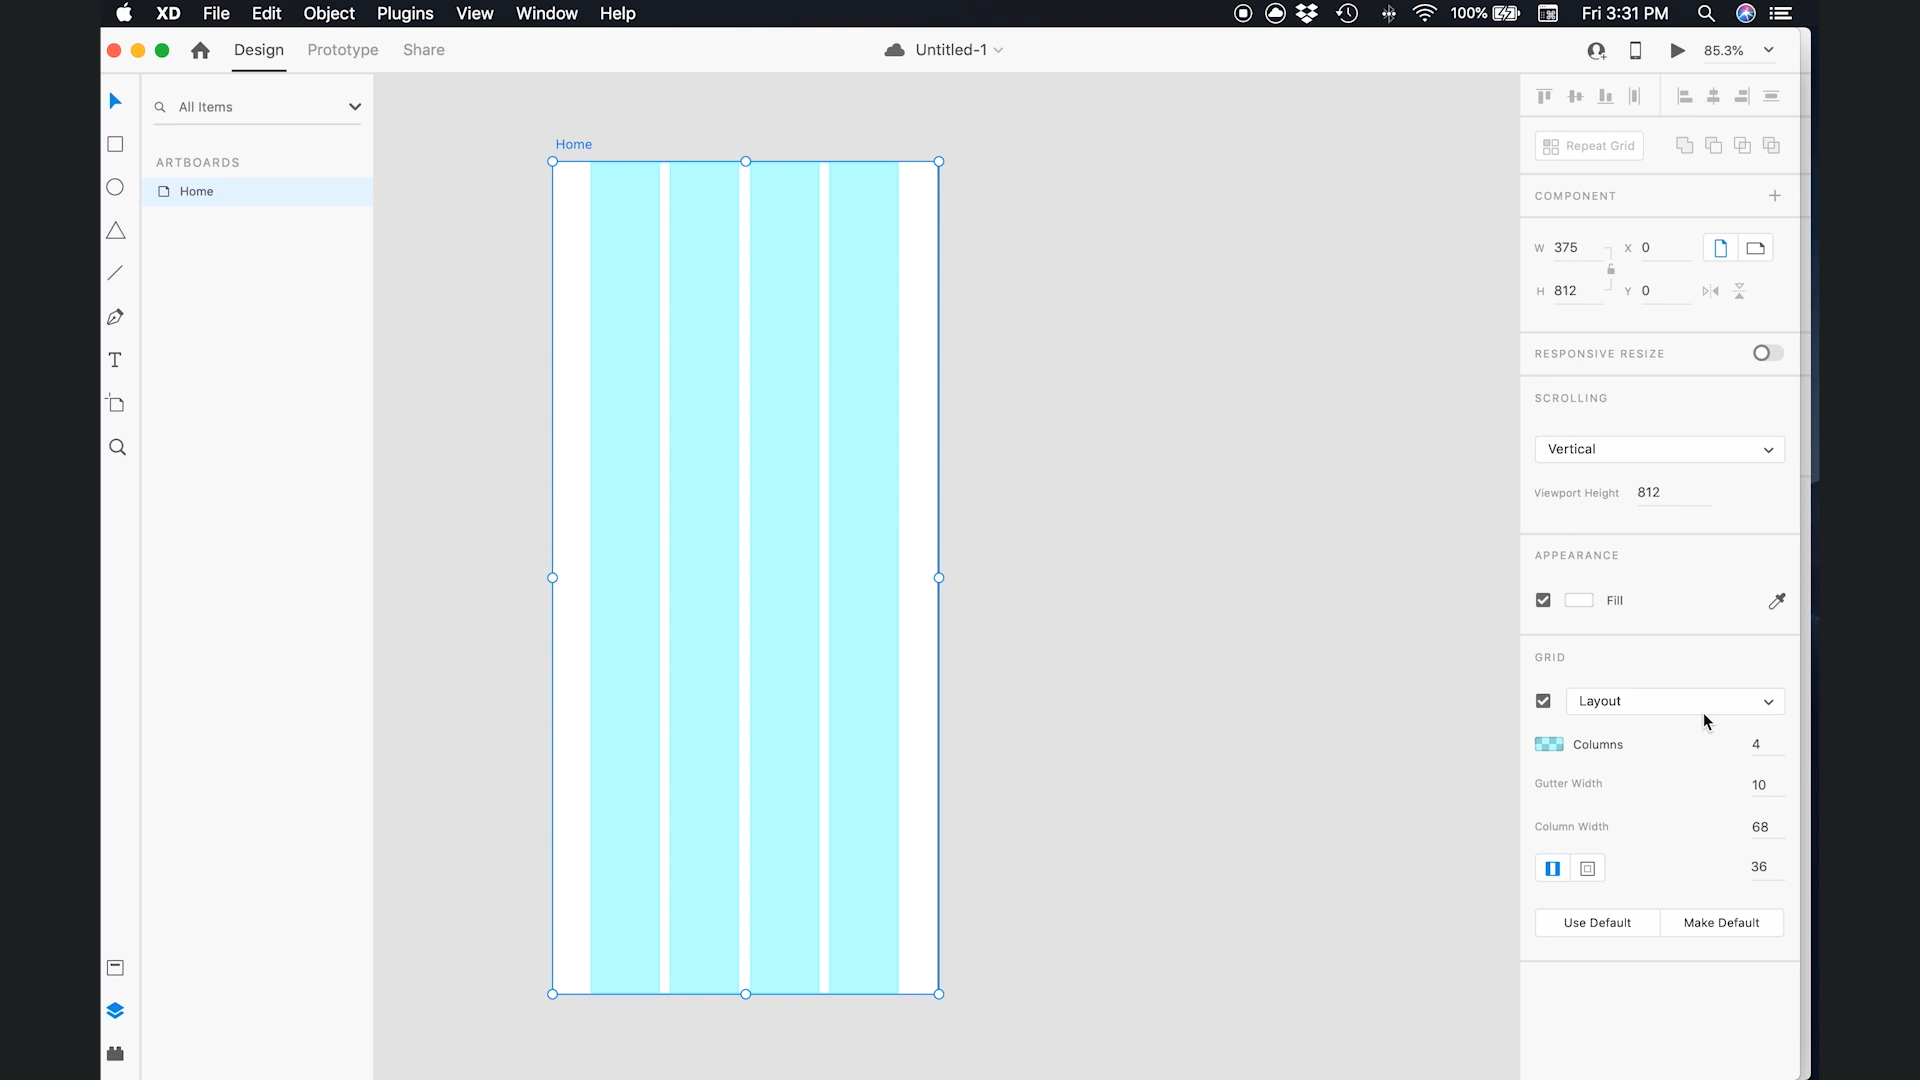 XD File Edit Object Plugins View Window Help 100% Fri 3:31 PM
Design Prototype Share Untitled-1 85.3%
All Items
ARTBOARDS
Home
Home
Repeat Grid
COMPONENT
W 375 X 0
H 812 Y 0
RESPONSIVE RESIZE
SCROLLING
Vertical
Viewport Height 812
APPEARANCE
Fill
GRID
Layout
Columns 4
Gutter Width 10
Column Width 68
36
Use Default Make Default